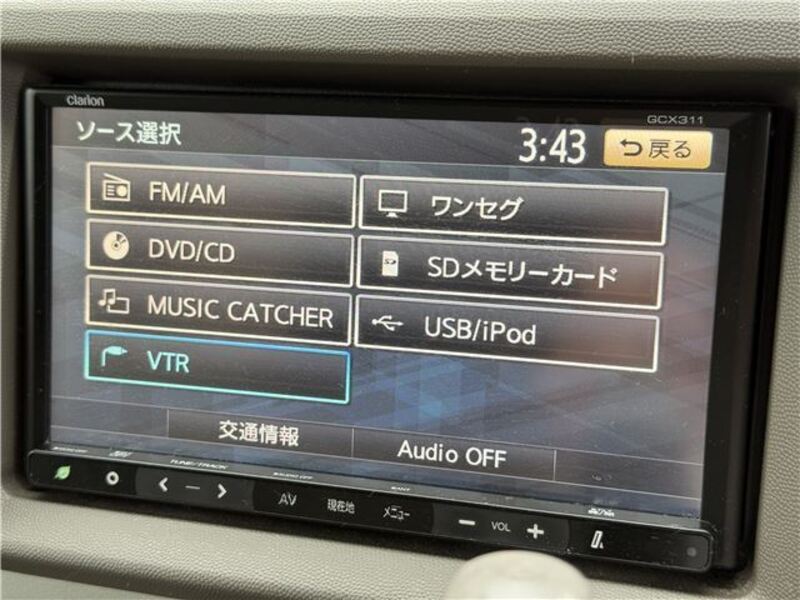 Clarion
GCX311
ソース選択
3:43
戻る
FM/AM
ワンセグ
DVD/CD
SDメモリーカード
MUSIC CATCHER
USB/iPod
VTR
交通情報
Audio OFF
TUNE/TRACK
AV
現在地
メニュー
VOL